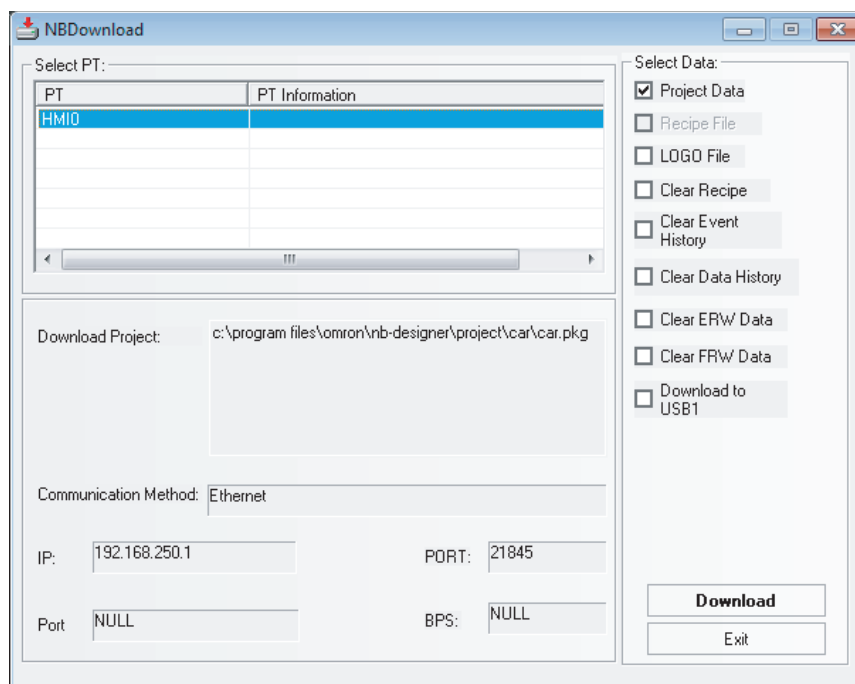 NBDownload
Select PT:
PT PT Information
HMI0
Download Project: c:\program files\omron\nb-designer\project\car\car.pkg
Communication Method: Ethernet
IP: 192.168.250.1 PORT: 21845
Port NULL BPS: NULL
Select Data:
Project Data
Recipe File
LOGO File
Clear Recipe
Clear Event
History
Clear Data History
Clear ERW Data
Clear FRW Data
Download to
USB1
Download
Exit